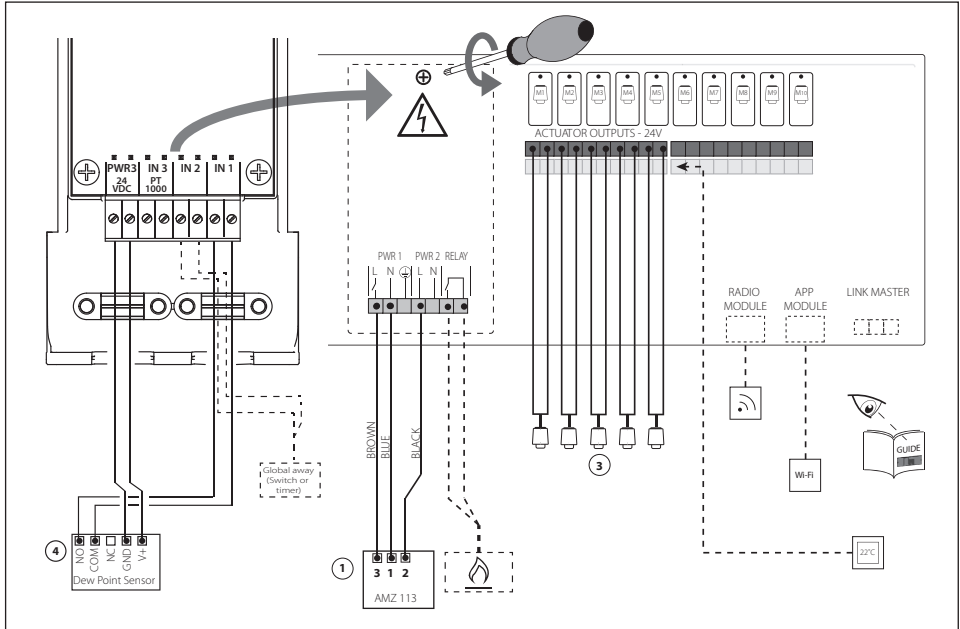 PWR3 IN 3 IN 2 IN 1
24 VDC PT 1000
M1 M2 M3 M4 M5 M6 M7 M8 M9 M10
ACTUATOR OUTPUTS - 24V
PWR 1 PWR 2 RELAY
L N L N
RADIO MODULE
APP MODULE
LINK MASTER
BROWN
BLUE
BLACK
Global away
(Switch or
timer)
GUIDE
Wi-Fi
3
4
NO
COM
NC
GND
V+
Dew Point Sensor
1
3 1 2
AMZ 113
22°C